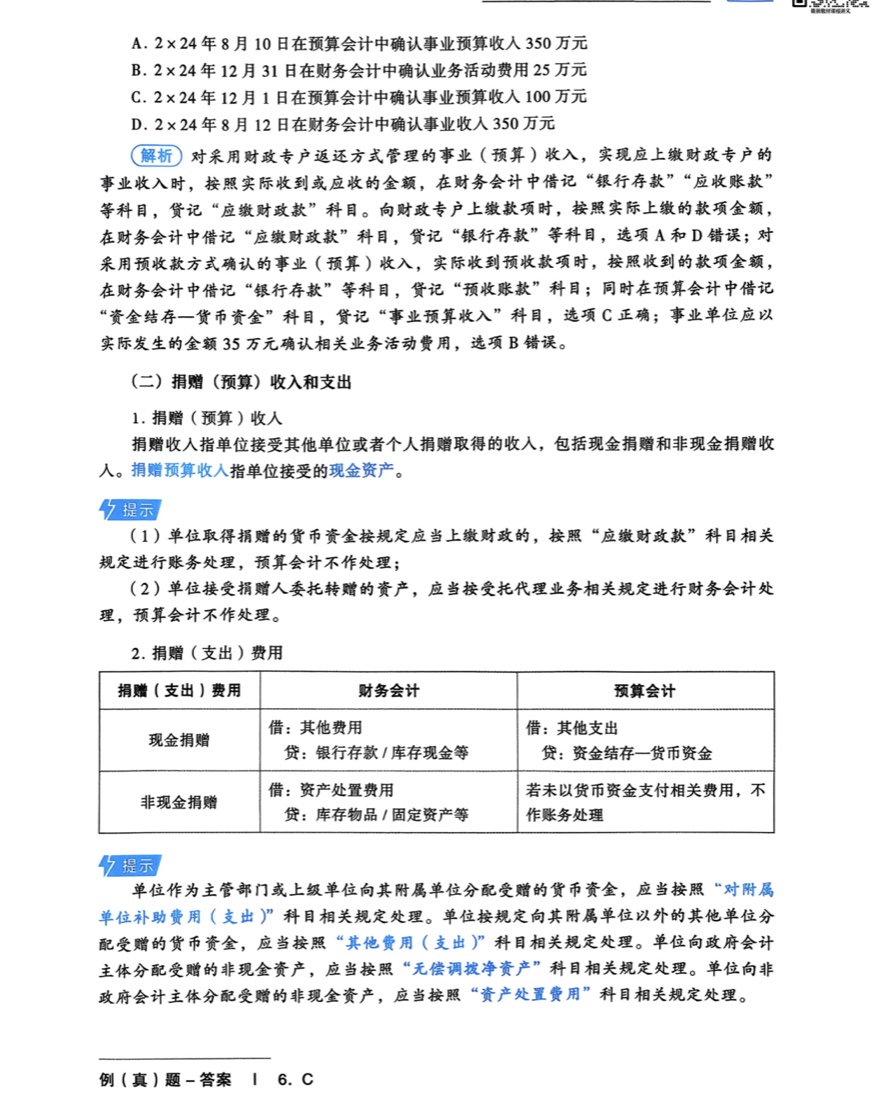 A. 2×24 年 8 月 10 日在预算会计中确认事业预算收入 350 万元
B. 2×24 年 12 月 31 日在财务会计中确认业务活动费用 25 万元
C. 2×24 年 12 月 1 日在预算会计中确认事业预算收入 100 万元
D. 2×24 年 8 月 12 日在财务会计中确认事业收入 350 万元
解析 对采用财政专户返还方式管理的事业（预算）收入，实现应上缴财政专户的
事业收入时，按照实际收到或应收的金额，在财务会计中借记“银行存款”“应收账款”
等科目，贷记“应缴财政款”科目。向财政专户上缴款项时，按照实际上缴的款项金额，
在财务会计中借记“应缴财政款”科目，贷记“银行存款”等科目，选项 A 和 D 错误；对
采用预收款方式确认的事业（预算）收入，实际收到预收款项时，按照收到的款项金额，
在财务会计中借记“银行存款”等科目，贷记“预收账款”科目；同时在预算会计中借记
“资金结存—货币资金”科目，贷记“事业预算收入”科目，选项 C 正确；事业单位应以
实际发生的金额 35 万元确认相关业务活动费用，选项 B 错误。
（二）捐赠（预算）收入和支出
1. 捐赠（预算）收入
捐赠收入指单位接受其他单位或者个人捐赠取得的收入，包括现金捐赠和非现金捐赠收
入。捐赠预算收入指单位接受的现金资产。
提示
（1）单位取得捐赠的货币资金按规定应当上缴财政的，按照“应缴财政款”科目相关
规定进行账务处理，预算会计不作处理；
（2）单位接受捐赠人委托转赠的资产，应当按受托代理业务相关规定进行财务会计处
理，预算会计不作处理。
2. 捐赠（支出）费用
捐赠（支出）费用 财务会计 预算会计
现金捐赠
借：其他费用
贷：银行存款 / 库存现金等
借：其他支出
贷：资金结存—货币资金
非现金捐赠
借：资产处置费用
贷：库存物品 / 固定资产等
若未以货币资金支付相关费用，不
作账务处理
提示
单位作为主管部门或上级单位向其附属单位分配受赠的货币资金，应当按照“对附属
单位补助费用（支出）”科目相关规定处理。单位按规定向其附属单位以外的其他单位分
配受赠的货币资金，应当按照“其他费用（支出）”科目相关规定处理。单位向政府会计
主体分配受赠的非现金资产，应当按照“无偿调拨净资产”科目相关规定处理。单位向非
政府会计主体分配受赠的非现金资产，应当按照“资产处置费用”科目相关规定处理。
例（真）题 – 答案 | 6. C